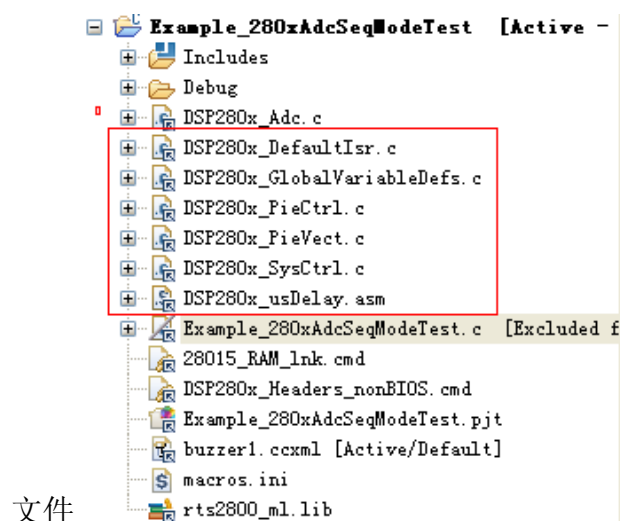 Example_280xAdcSeqModeTest [Active -
Includes
Debug
DSP280x_Adc.c
DSP280x_DefaultIsr.c
DSP280x_GlobalVariableDefs.c
DSP280x_PieCtrl.c
DSP280x_PieVect.c
DSP280x_SysCtrl.c
DSP280x_usDelay.asm
Example_280xAdcSeqModeTest.c [Excluded f
28015_RAM_lnk.cmd
DSP280x_Headers_nonBIOS.cmd
Example_280xAdcSeqModeTest.pjt
buzzer1.ccxml [Active/Default]
macros.ini
文件 rts2800_ml.lib